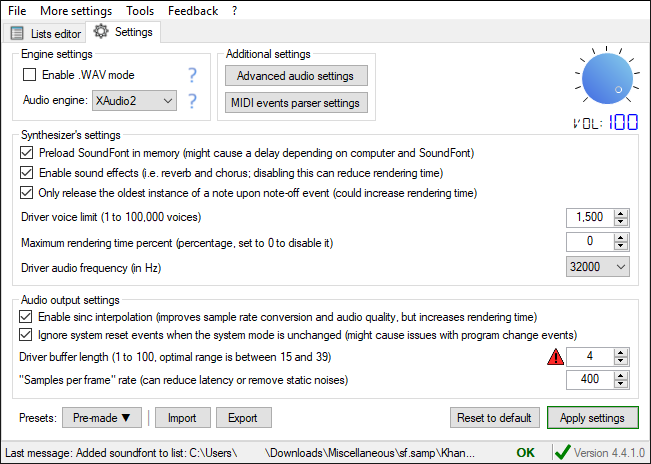 File More settings Tools Feedback ?
Lists editor Settings
Engine settings
Enable .WAV mode ?
Audio engine: XAudio2 ?
Additional settings
Advanced audio settings
MIDI events parser settings
VOL:100
Synthesizer's settings
Preload SoundFont in memory (might cause a delay depending on computer and SoundFont)
Enable sound effects (i.e. reverb and chorus; disabling this can reduce rendering time)
Only release the oldest instance of a note upon note-off event (could increase rendering time)
Driver voice limit (1 to 100,000 voices) 1,500
Maximum rendering time percent (percentage, set to 0 to disable it) 0
Driver audio frequency (in Hz) 32000
Audio output settings
Enable sinc interpolation (improves sample rate conversion and audio quality, but increases rendering time)
Ignore system reset events when the system mode is unchanged (might cause issues with program change events)
Driver buffer length (1 to 100, optimal range is between 15 and 39) 4
"Samples per frame" rate (can reduce latency or remove static noises) 400
Presets: Pre-made ▼ Import Export Reset to default Apply settings
Last message: Added soundfont to list: C:\Users\ \Downloads\Miscellaneous\sf.samp\Khan... OK Version 4.4.1.0